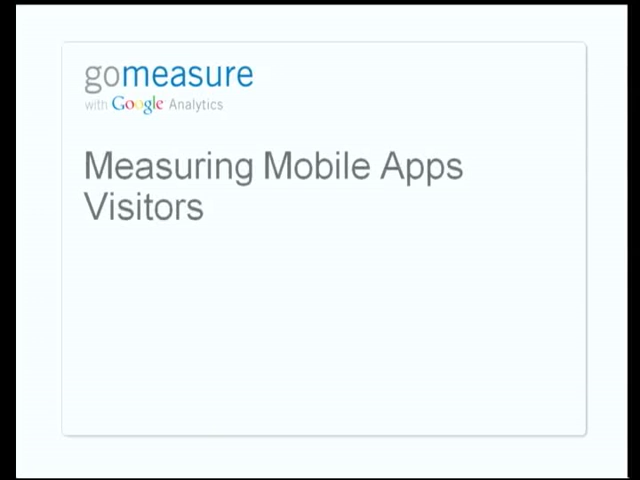 gomeasure
with Google Analytics
Measuring Mobile Apps
Visitors